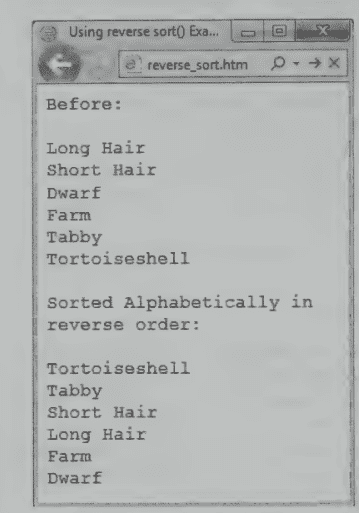 Using reverse sort() Exa...
reverse_sort.htm
Before:
Long Hair
Short Hair
Dwarf
Farm
Tabby
Tortoiseshell
Sorted Alphabetically in
reverse order:
Tortoiseshell
Tabby
Short Hair
Long Hair
Farm
Dwarf